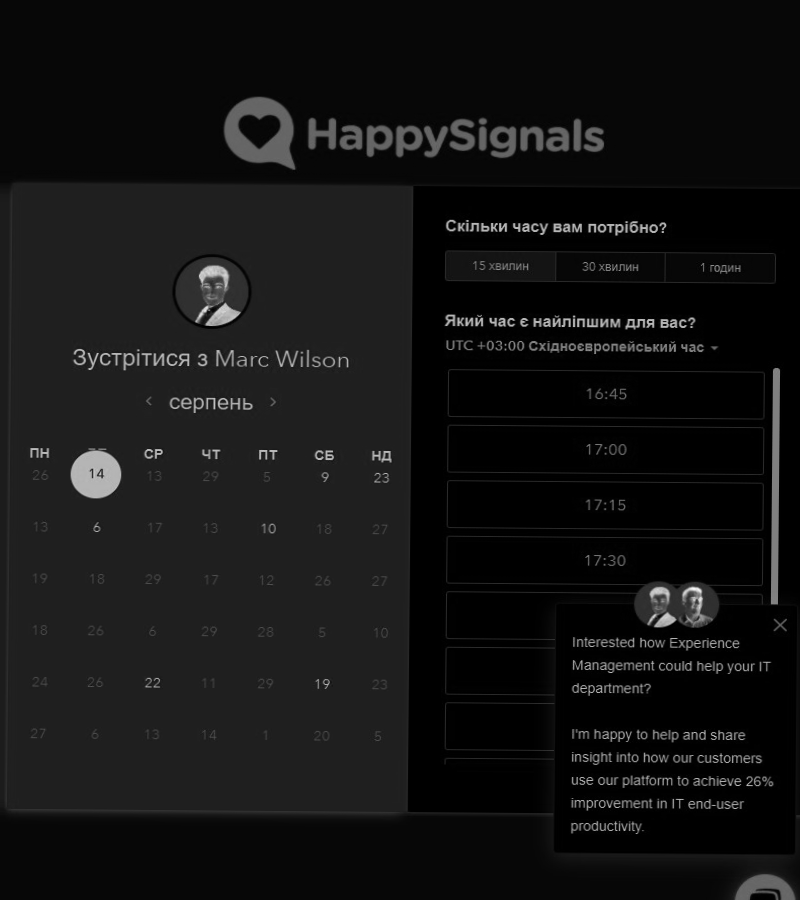 HappySignals
Зустрітися з Marc Wilson
серпень
ПН СР ЧТ ПТ СБ НД
26 14 13 29 5 9 23
13 6 17 13 10 18 27
19 18 29 17 12 26 27
18 26 6 29 28 5 10
24 26 22 11 29 19 23
27 6 13 14 1 20 5
Скільки часу вам потрібно?
15 хвилин 30 хвилин 1 годин
Який час є найліпшим для вас?
UTC +03:00 Східноєвропейський час
16:45
17:00
17:15
17:30
Interested how Experience
Management could help your IT
department?
I'm happy to help and share
insight into how our customers
use our platform to achieve 26%
improvement in IT end-user
productivity.